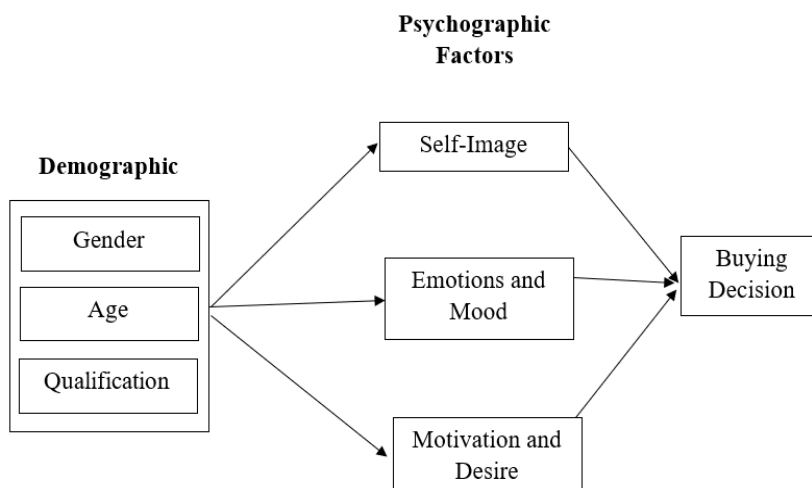 Psychographic
Factors
Demographic
Gender
Age
Qualification
Self-Image
Emotions and
Mood
Motivation and
Desire
Buying
Decision